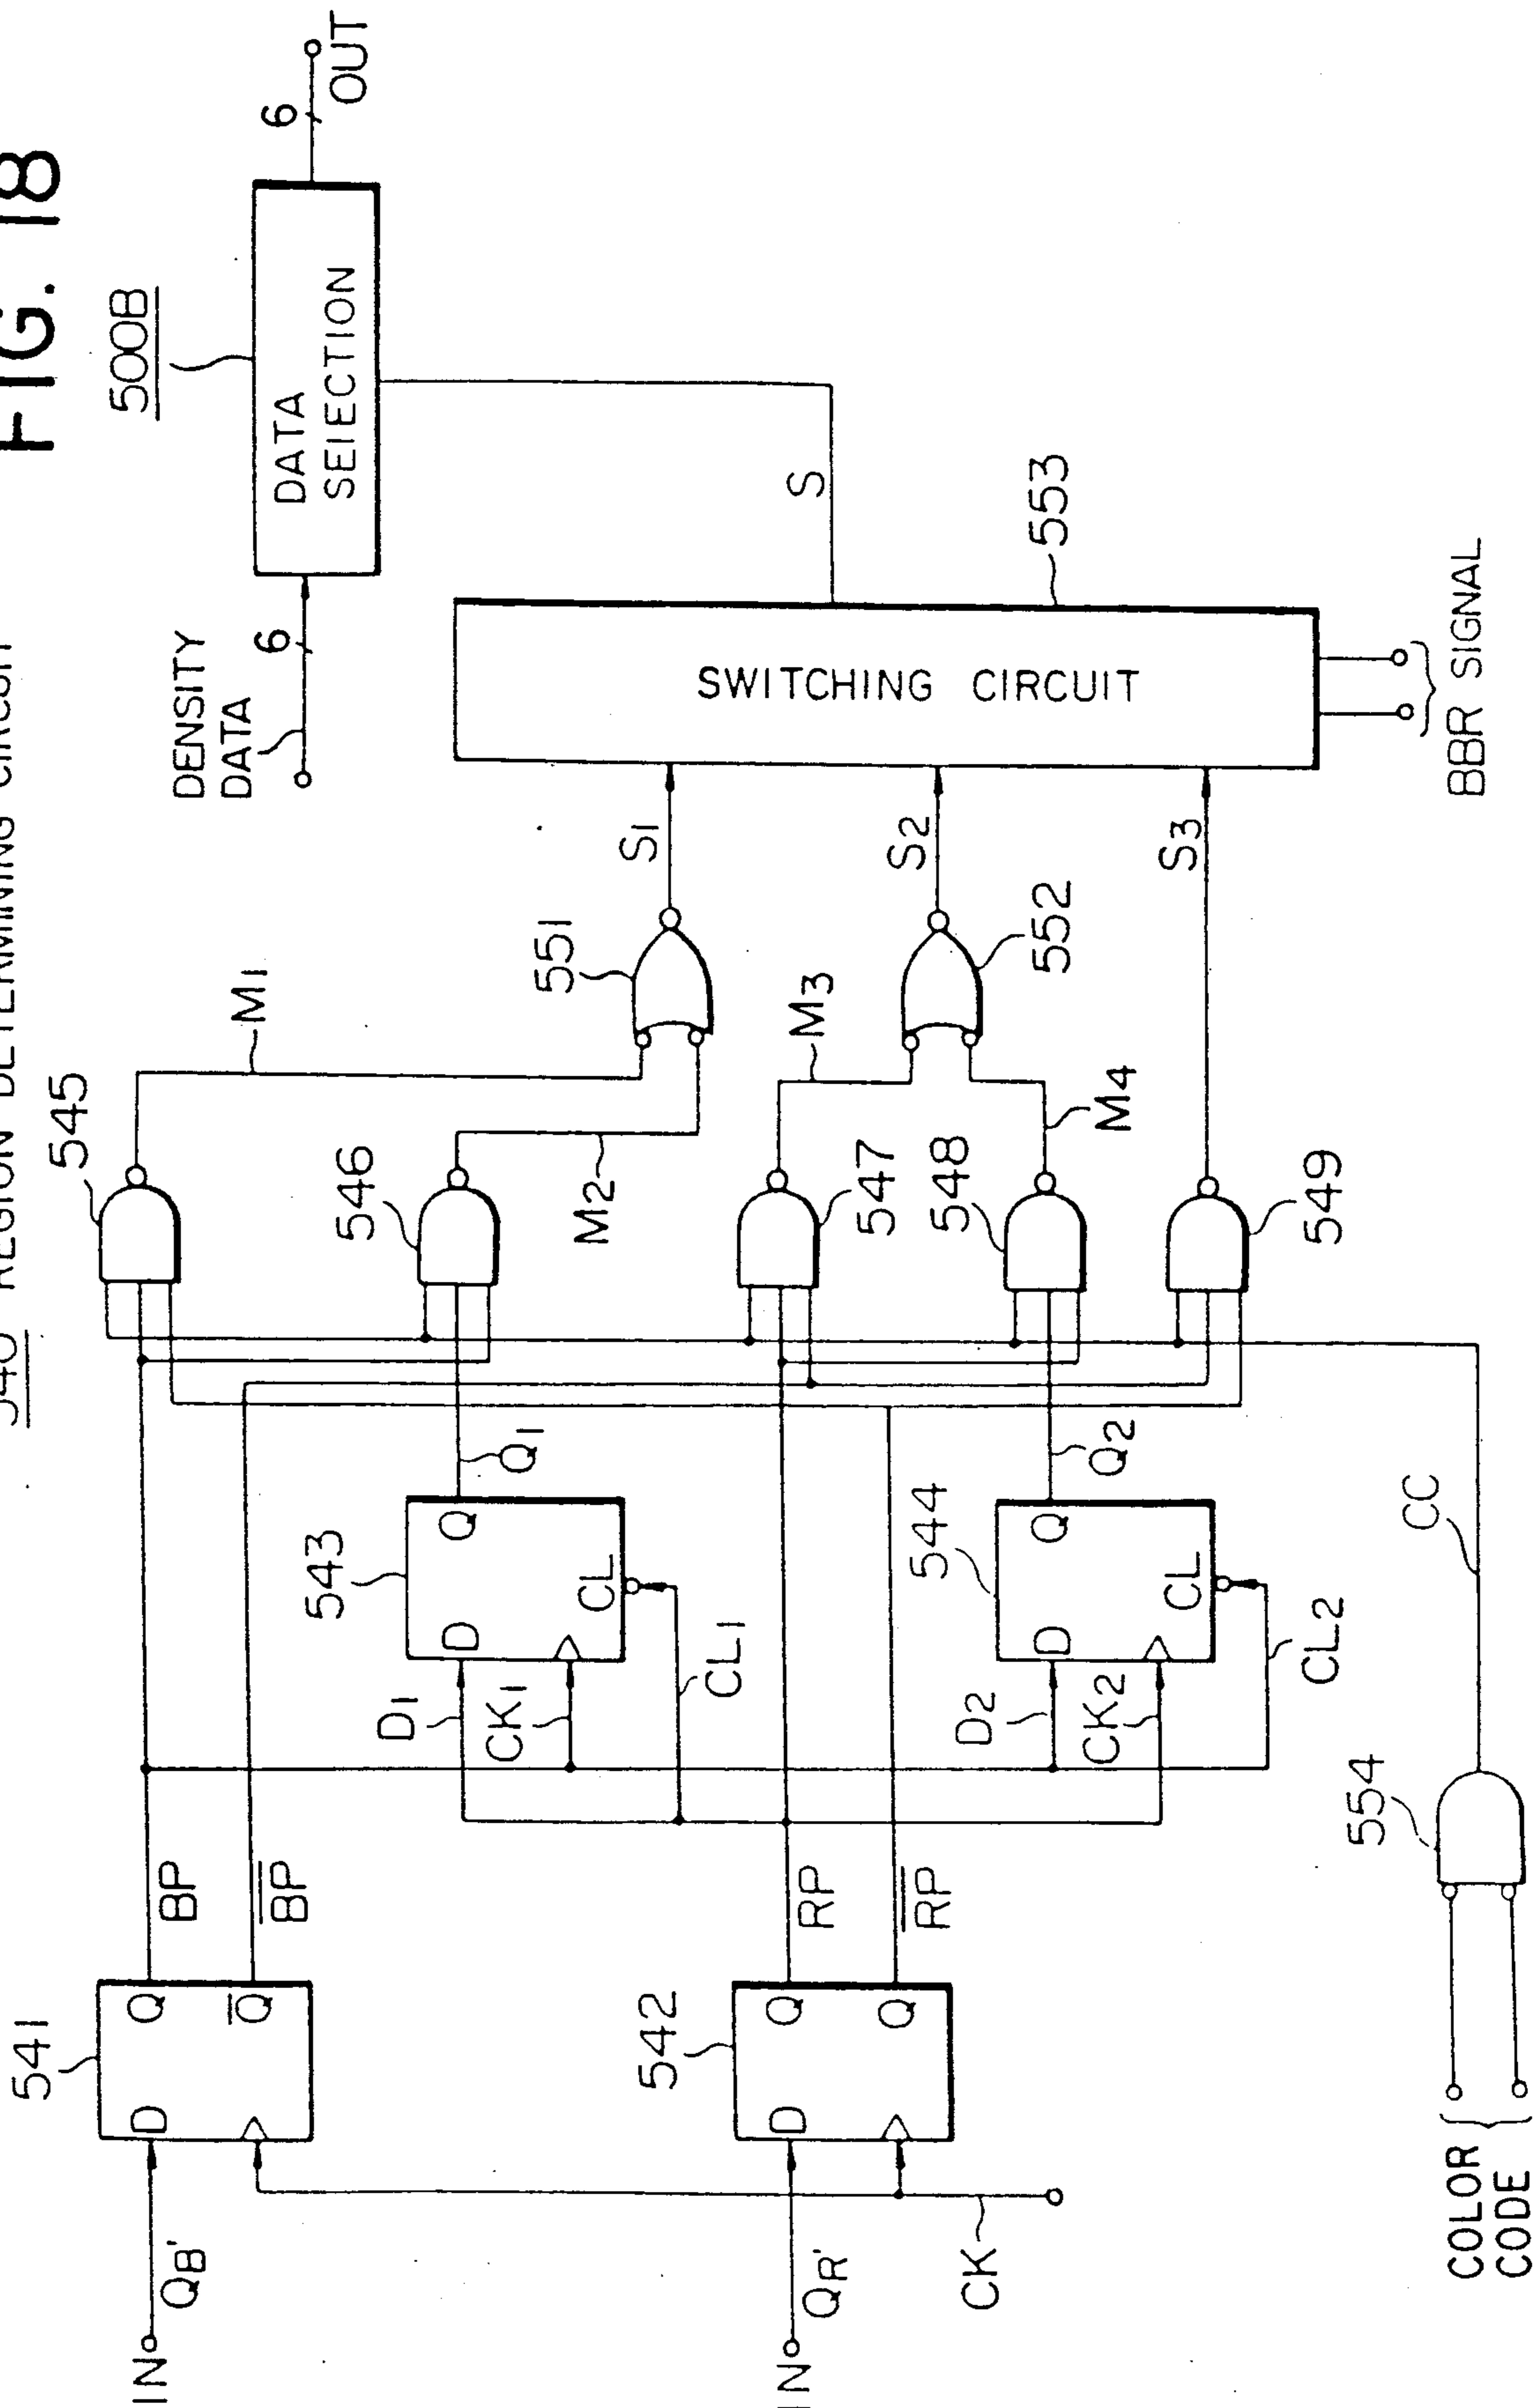 FIG. 18
540 REGION DETERMINING CIRCUIT
500B
DATA
SEIECTION
6
OUT
DENSITY
DATA
6
S
SWITCHING CIRCUIT
553
BBR SIGNAL
S1
S2
S3
551
552
M1
M2
M3
M4
545
546
547
548
549
Q1
Q2
543
D
Q
CL
544
D
Q
CL
D1
CK1
CL1
D2
CK2
CL2
CC
BP
BP
RP
RP
541
D
Q
Q
542
D
Q
Q
554
IN
QB'
IN
QR'
CK
COLOR
CODE